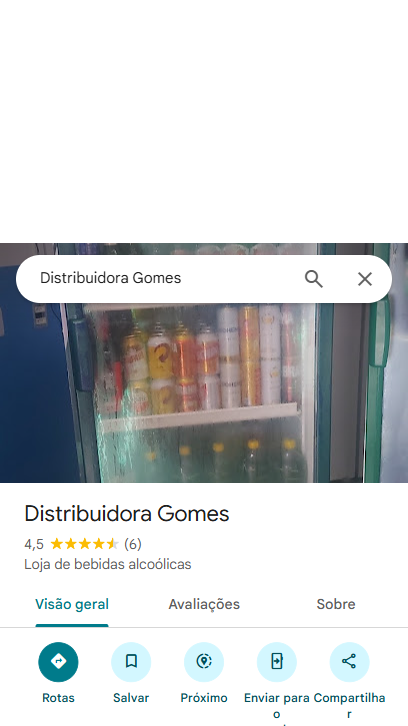 Distribuidora Gomes
Distribuidora Gomes
4,5 (6)
Loja de bebidas alcoólicas
Visão geral
Avaliações
Sobre
Rotas
Salvar
Próximo
Enviar para
o
Compartilha
r